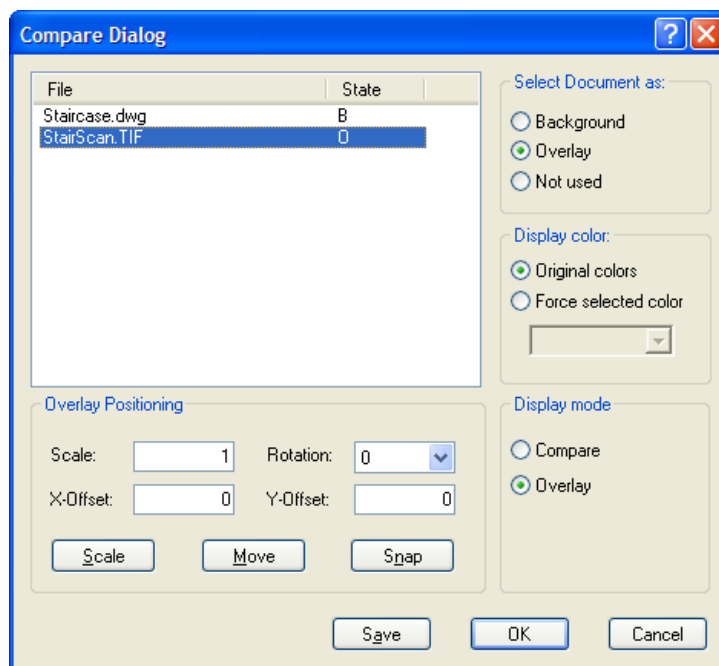 Compare Dialog
File State
Staircase.dwg B
StairScan.TIF O
Select Document as:
Background
Overlay
Not used
Display color:
Original colors
Force selected color
Overlay Positioning
Scale: 1 Rotation: 0
X-Offset: 0 Y-Offset: 0
Scale Move Snap
Display mode
Compare
Overlay
Save OK Cancel